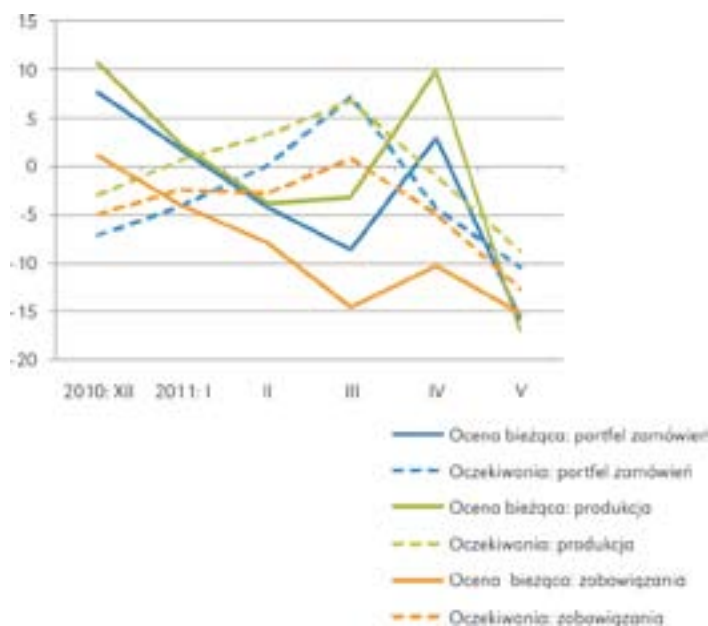 15
10
5
0
-5
-10
-15
-20
2010: XII 2011: I II III IV V
Ocena bieżąca: portfel zamówień
Oczekiwania: portfel zamówień
Ocena bieżąca: produkcja
Oczekiwania: produkcja
Ocena bieżąca: zobowiązania
Oczekiwania: zobowiązania